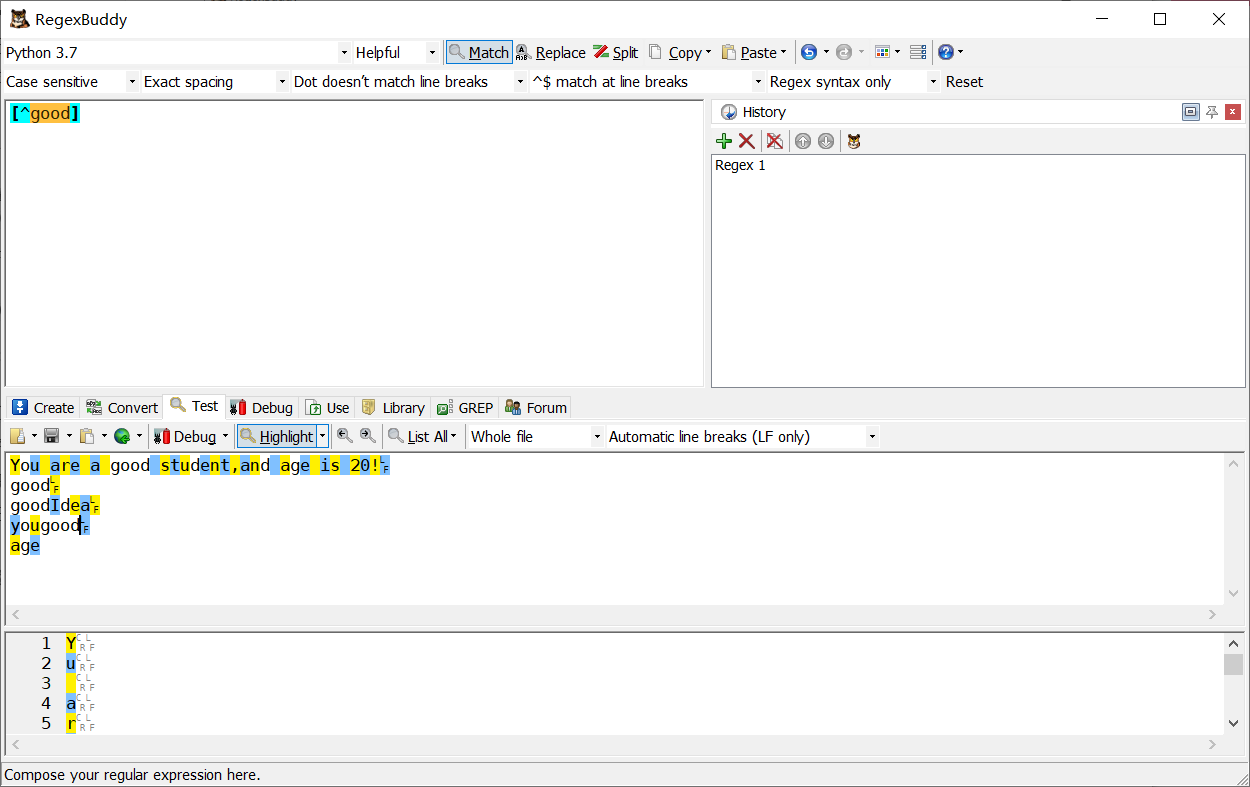 RegexBuddy
Python 3.7 Helpful Match Replace Split Copy Paste
Case sensitive Exact spacing Dot doesn't match line breaks ^$ match at line breaks Regex syntax only Reset
[^good]
History
Regex 1
Create Convert Test Debug Use Library GREP Forum
Debug Highlight List All Whole file Automatic line breaks (LF only)
You are a good student,and age is 20!LF
goodLF
goodIdeaLF
yougoodLF
age
1 YCRLF
2 uCRLF
3 CRLF
4 aCRLF
5 rCRLF
Compose your regular expression here.